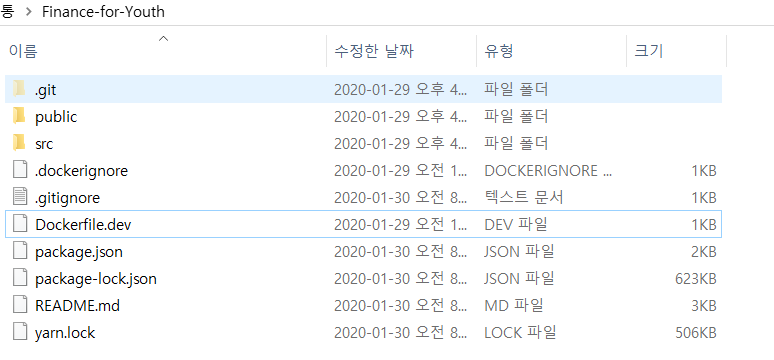 통 > Finance-for-Youth
이름 수정한 날짜 유형 크기
.git 2020-01-29 오후 4... 파일 폴더
public 2020-01-29 오후 4... 파일 폴더
src 2020-01-29 오후 4... 파일 폴더
.dockerignore 2020-01-29 오전 1... DOCKERIGNORE ... 1KB
.gitignore 2020-01-30 오전 8... 텍스트 문서 1KB
Dockerfile.dev 2020-01-29 오전 1... DEV 파일 1KB
package.json 2020-01-30 오전 8... JSON 파일 2KB
package-lock.json 2020-01-30 오전 8... JSON 파일 623KB
README.md 2020-01-30 오전 8... MD 파일 3KB
yarn.lock 2020-01-30 오전 8... LOCK 파일 506KB